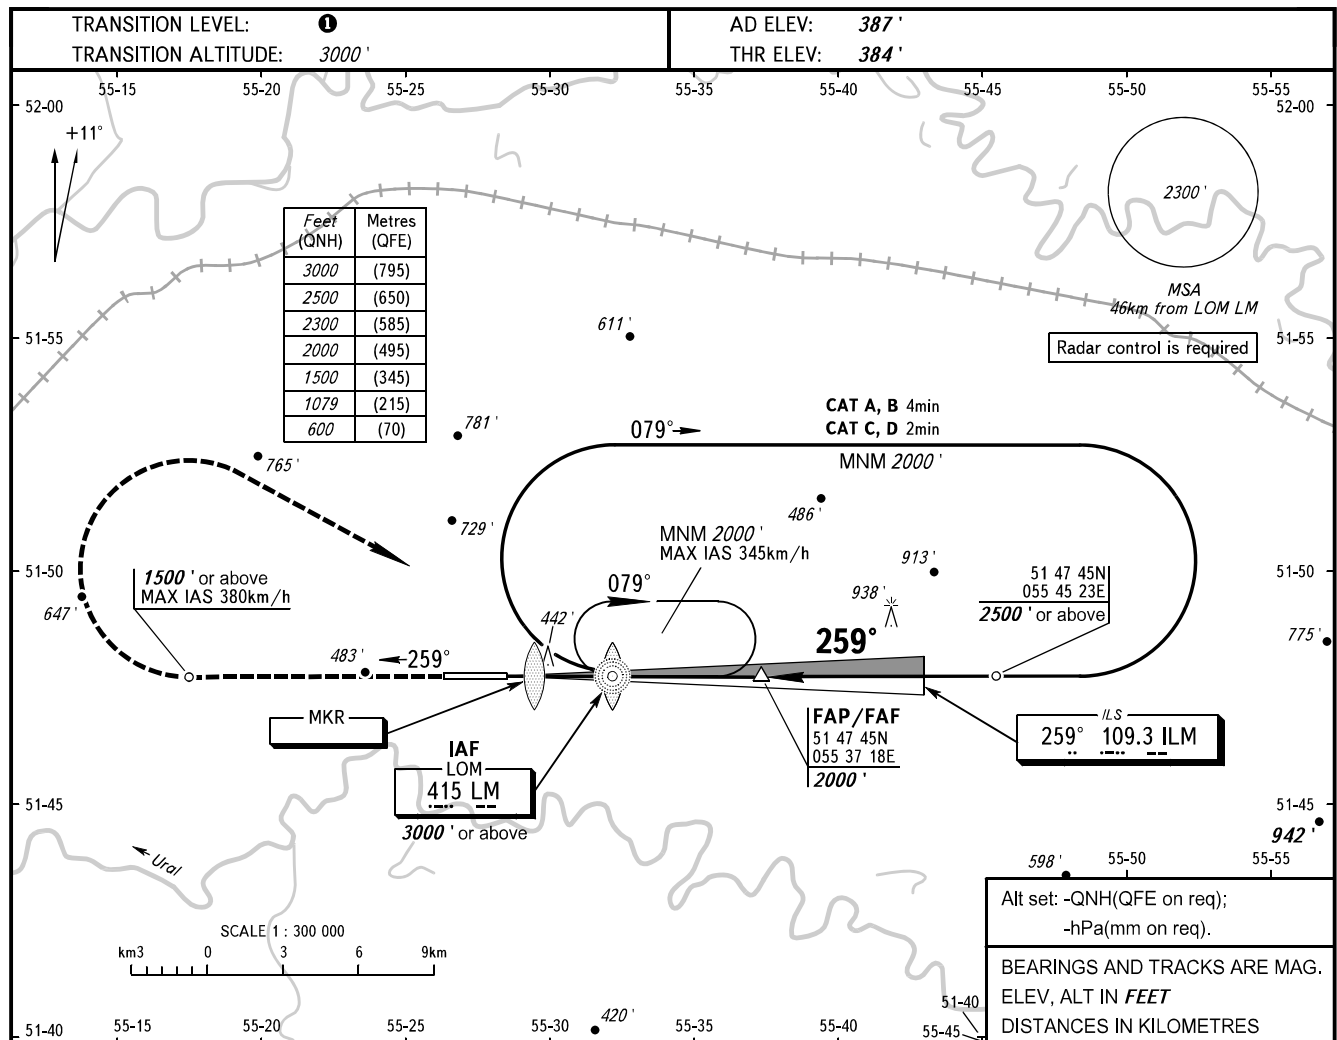 TRANSITION LEVEL: ❶
TRANSITION ALTITUDE: 3000 '
AD ELEV: 387 '
THR ELEV: 384 '
55-15 55-20 55-25 55-30 55-35 55-40 55-45 55-50 55-55
52-00 52-00
+11°
2300 '
MSA
46km from LOM LM
Radar control is required
Feet Metres
(QNH) (QFE)
3000 (795)
2500 (650)
2300 (585)
2000 (495)
1500 (345)
1079 (215)
600 (70)
611 '
51-55 51-55
781 '
765 '
729 '
079°
CAT A, B 4min
CAT C, D 2min
MNM 2000 '
486 '
MNM 2000 '
MAX IAS 345km/h
913 '
51-50 51-50
1500 ' or above
MAX IAS 380km/h
647 '
079°
938 '
51 47 45N
055 45 23E
2500 ' or above
442 '
259°
775 '
483 '
259°
MKR
IAF
LOM
415 LM
3000 ' or above
FAP/FAF
51 47 45N
055 37 18E
2000 '
ILS
259° 109.3 ILM
51-45 51-45
942 '
Ural
598 '
55-50 55-55
SCALE 1 : 300 000
km3 0 3 6 9km
Alt set: -QNH(QFE on req);
-hPa(mm on req).
BEARINGS AND TRACKS ARE MAG.
ELEV, ALT IN FEET
DISTANCES IN KILOMETRES
51-40
420 '
51-40 55-15 55-20 55-25 55-30 55-35 55-40 55-45